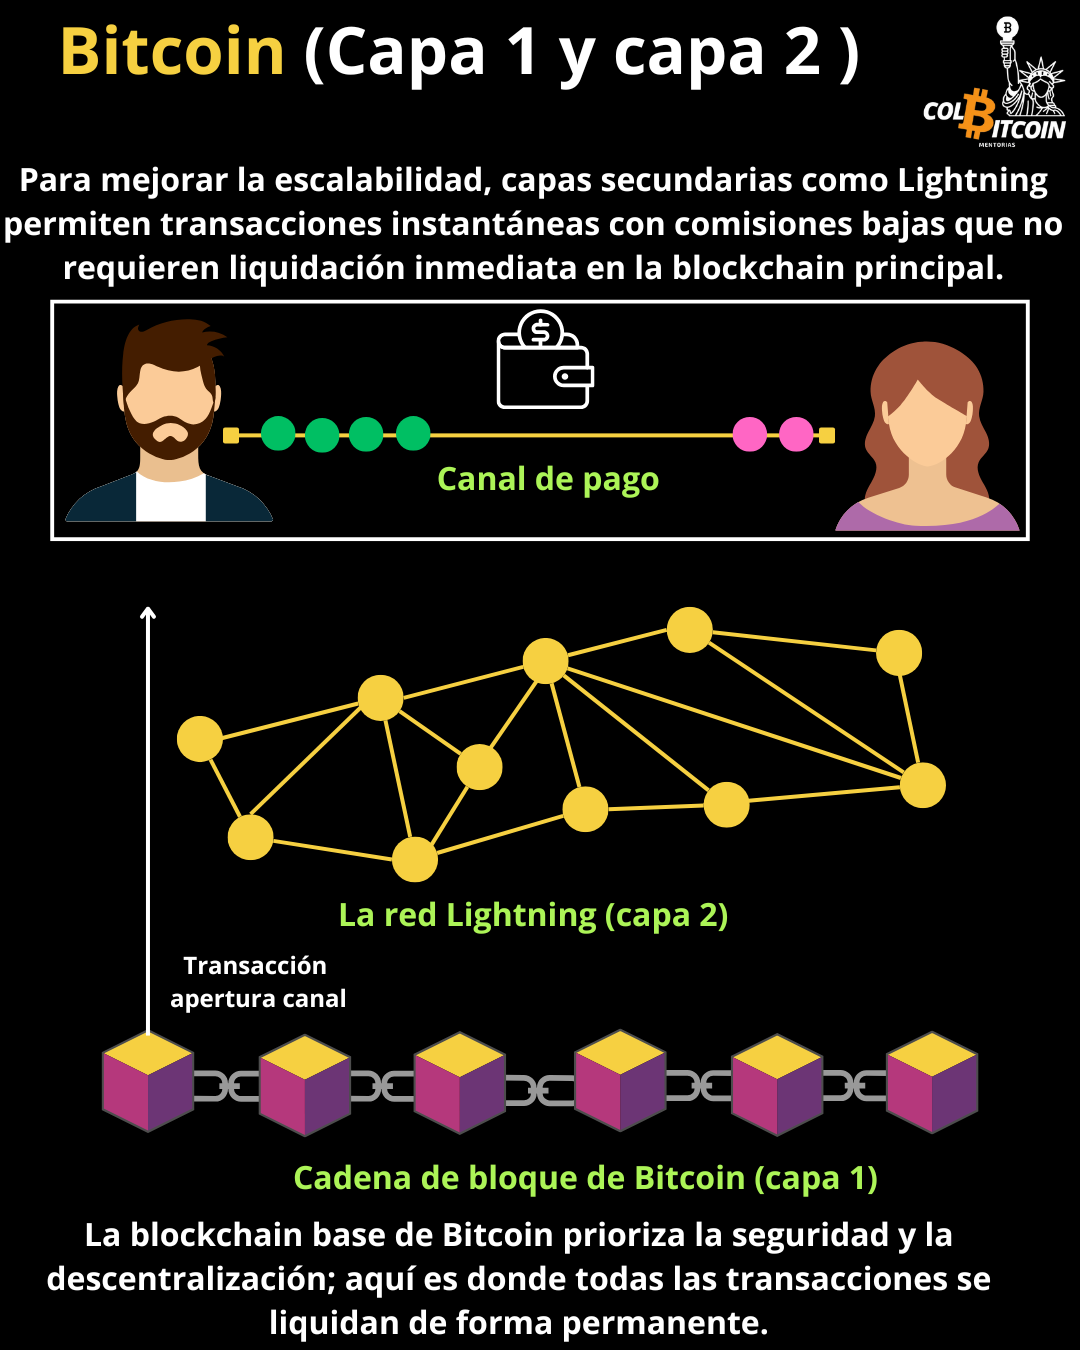 Bitcoin (Capa 1 y capa 2 )
COLBITCOIN
MENTORIAS
Para mejorar la escalabilidad, capas secundarias como Lightning
permiten transacciones instantáneas con comisiones bajas que no
requieren liquidación inmediata en la blockchain principal.
$
Canal de pago
La red Lightning (capa 2)
Transacción
apertura canal
Cadena de bloque de Bitcoin (capa 1)
La blockchain base de Bitcoin prioriza la seguridad y la
descentralización; aquí es donde todas las transacciones se
liquidan de forma permanente.